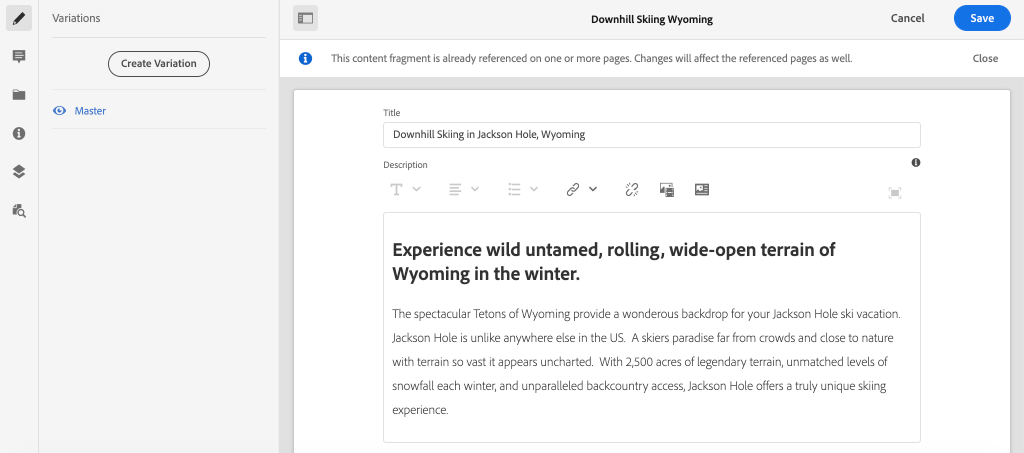 Variations
Create Variation
Master
Downhill Skiing Wyoming
Cancel
Save
This content fragment is already referenced on one or more pages. Changes will affect the referenced pages as well.
Close
Title
Downhill Skiing in Jackson Hole, Wyoming
Description
Experience wild untamed, rolling, wide-open terrain of
Wyoming in the winter.
The spectacular Tetons of Wyoming provide a wonderous backdrop for your Jackson Hole ski vacation.
Jackson Hole is unlike anywhere else in the US.  A skiers paradise far from crowds and close to nature
with terrain so vast it appears uncharted.  With 2,500 acres of legendary terrain, unmatched levels of
snowfall each winter, and unparalleled backcountry access, Jackson Hole offers a truly unique skiing
experience.